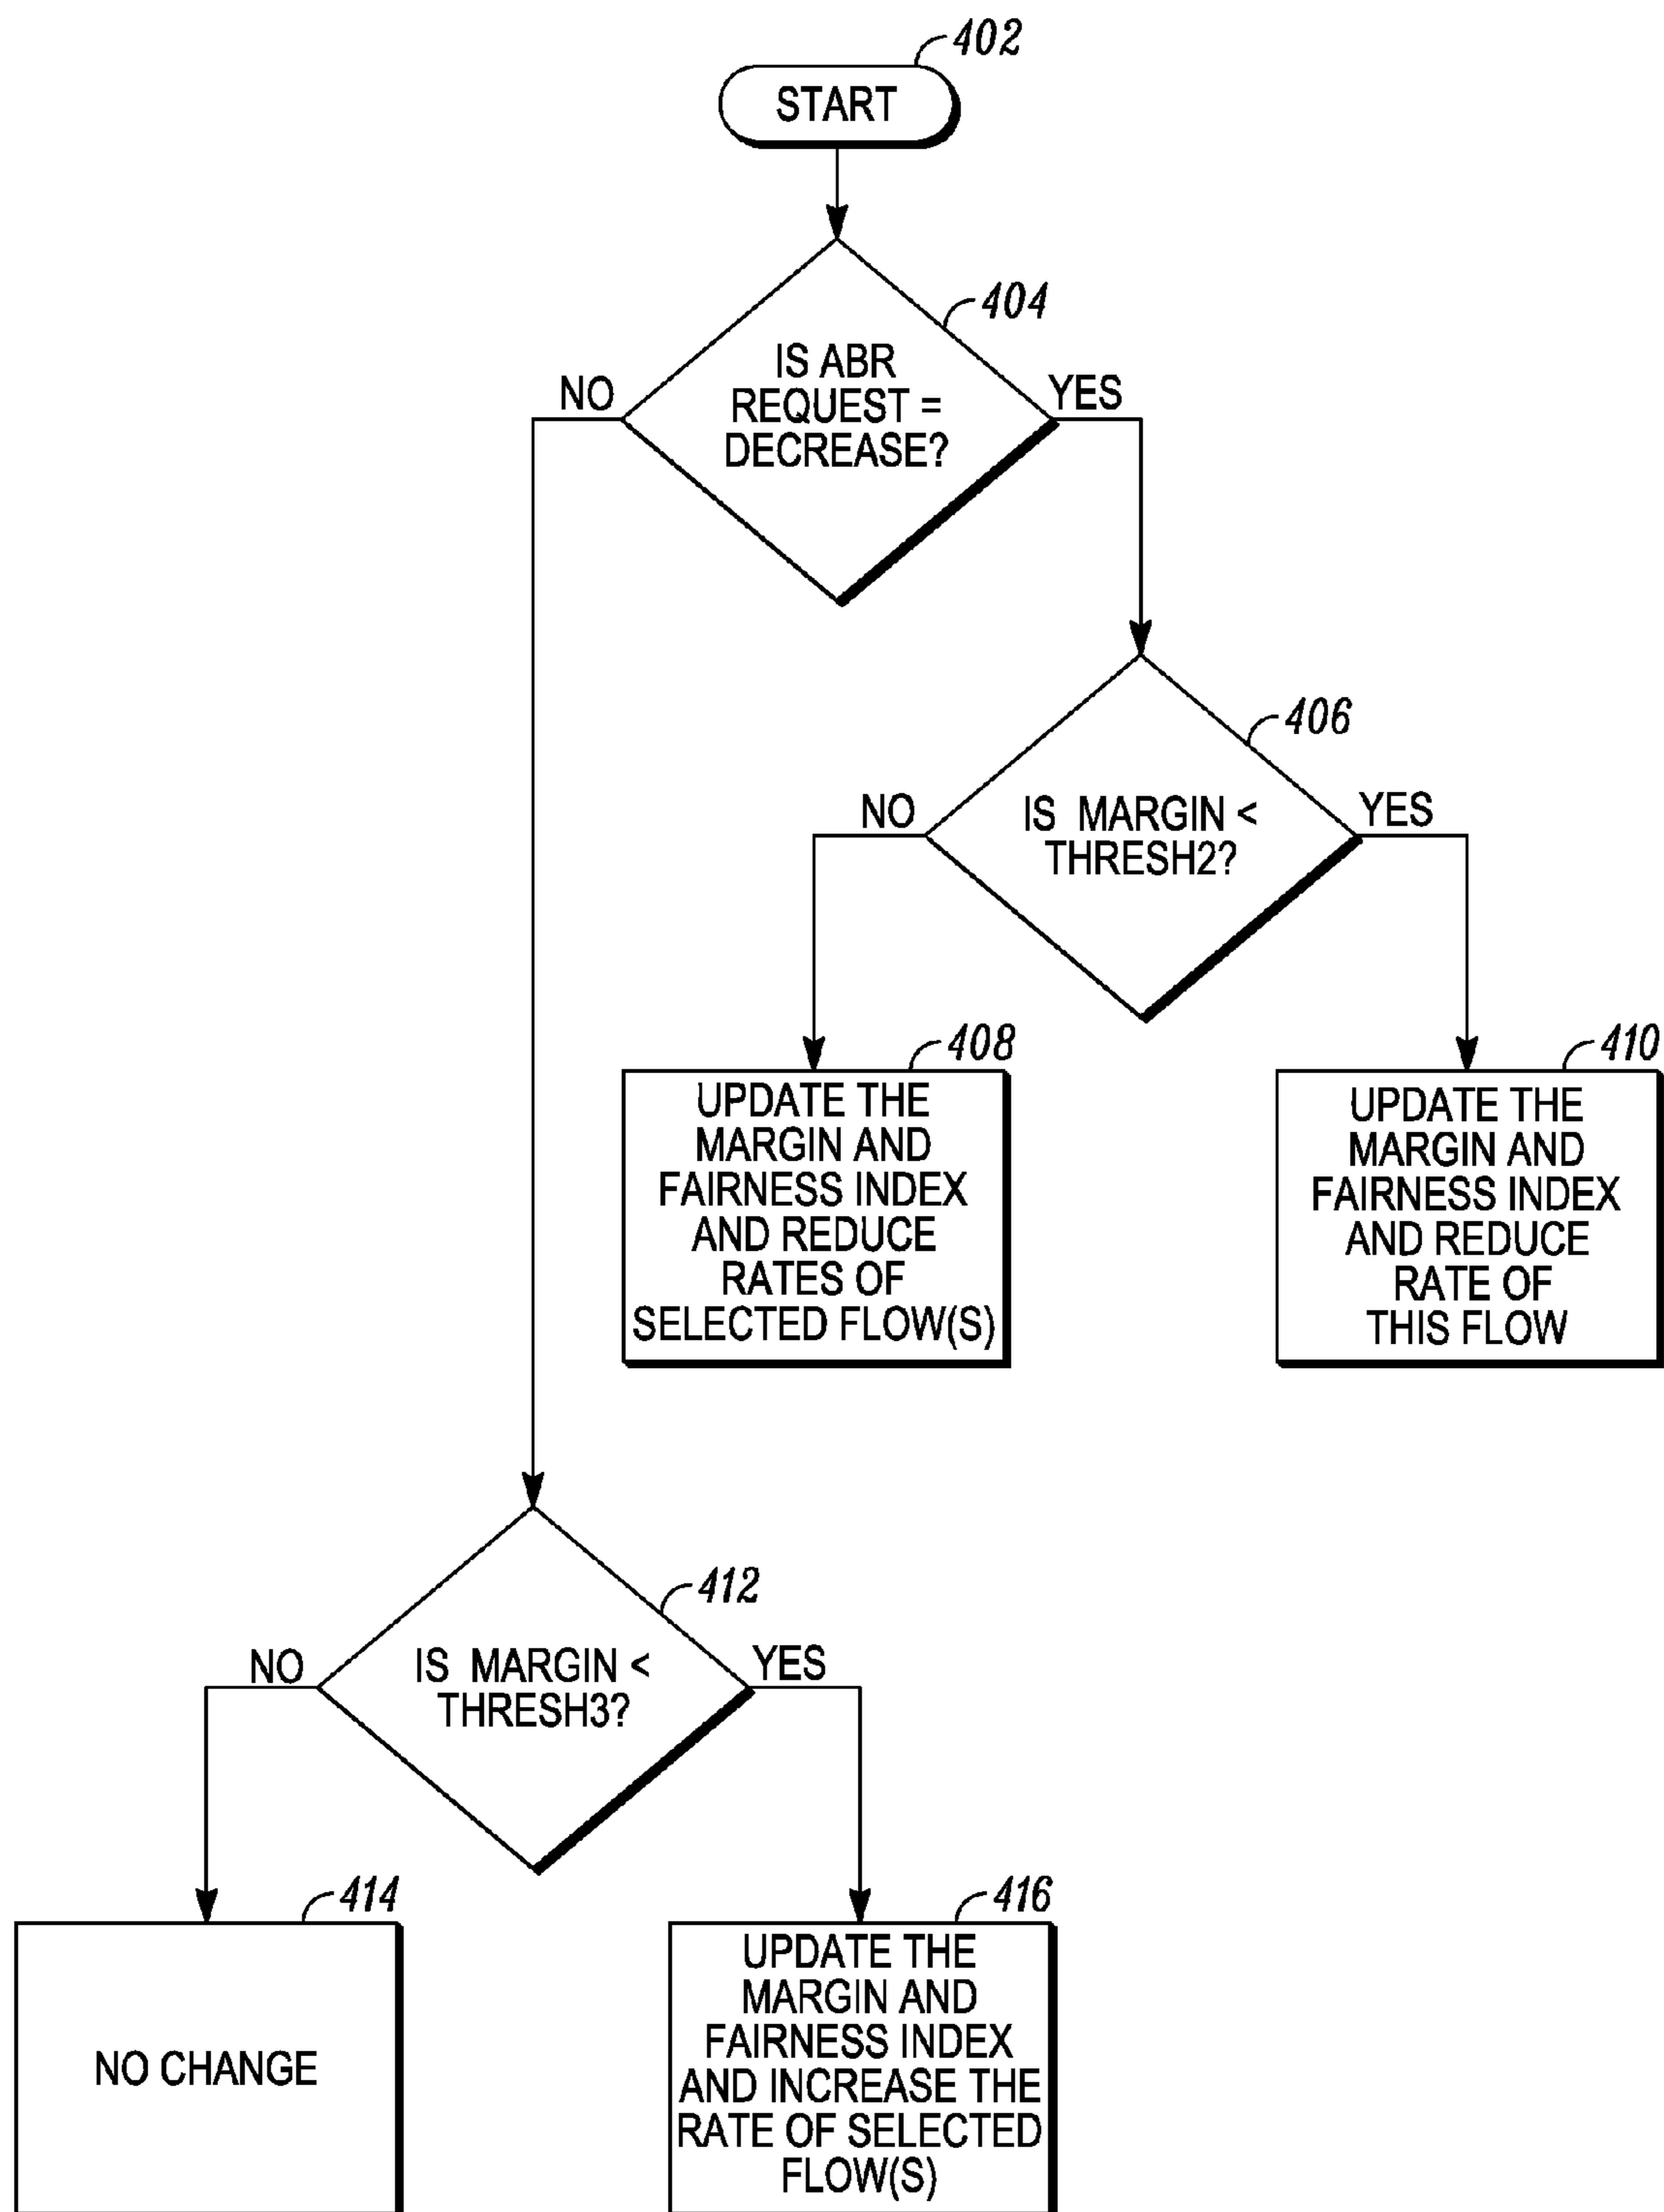 402
START
404
IS ABR
REQUEST =
DECREASE?
NO
YES
406
IS MARGIN <
THRESH2?
NO
YES
408
UPDATE THE
MARGIN AND
FAIRNESS INDEX
AND REDUCE
RATES OF
SELECTED FLOW(S)
410
UPDATE THE
MARGIN AND
FAIRNESS INDEX
AND REDUCE
RATE OF
THIS FLOW
412
IS MARGIN <
THRESH3?
NO
YES
414
NO CHANGE
416
UPDATE THE
MARGIN AND
FAIRNESS INDEX
AND INCREASE THE
RATE OF SELECTED
FLOW(S)